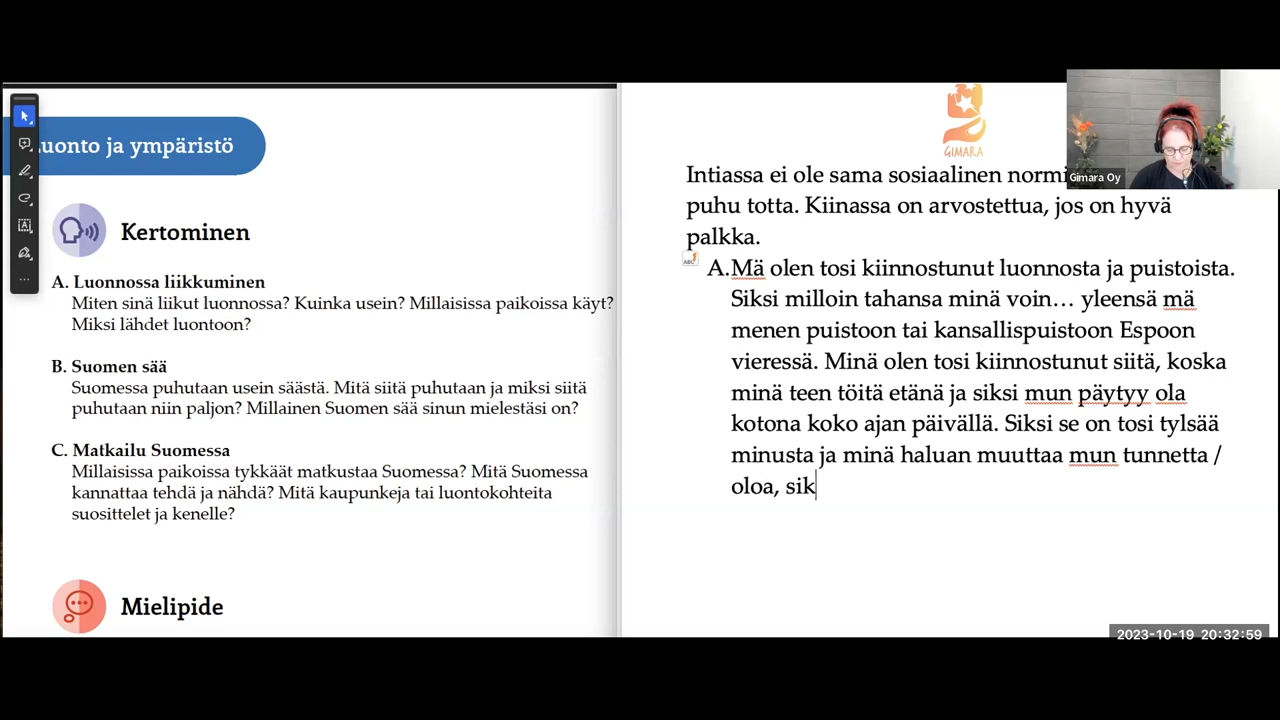 uonto ja ympäristö
Kertominen
A. Luonnossa liikkuminen
Miten sinä liikut luonnossa? Kuinka usein? Millaisissa paikoissa käyt?
Miksi lähdet luontoon?
B. Suomen sää
Suomessa puhutaan usein säästä. Mitä siitä puhutaan ja miksi siitä
puhutaan niin paljon? Millainen Suomen sää sinun mielestäsi on?
C. Matkailu Suomessa
Millaisissa paikoissa tykkäät matkustaa Suomessa? Mitä Suomessa
kannattaa tehdä ja nähdä? Mitä kaupunkeja tai luontokohteita
suosittelet ja kenelle?
Mielipide
GIMARA
Intiassa ei ole sama sosiaalinen normi
puhu totta. Kiinassa on arvostettua, jos on hyvä
palkka.
A. Mä olen tosi kiinnostunut luonnosta ja puistoista.
Siksi milloin tahansa minä voin… yleensä mä
menen puistoon tai kansallispuistoon Espoon
vieressä. Minä olen tosi kiinnostunut siitä, koska
minä teen töitä etänä ja siksi mun päytyy ola
kotona koko ajan päivällä. Siksi se on tosi tylsää
minusta ja minä haluan muuttaa mun tunnetta /
oloa, sik
Gimara Oy
2023-10-19 20:32:59